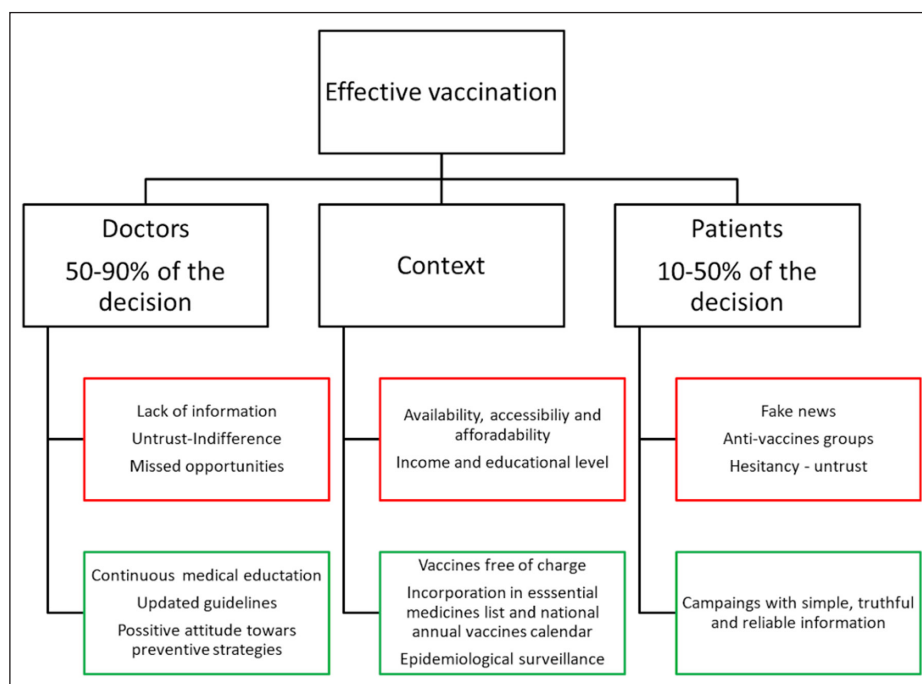 Effective vaccination
Doctors
50-90% of the
decision
Context
Patients
10-50% of the
decision
Lack of information
Untrust-Indifference
Missed opportunities
Availability, accessibiliy and
afforadability
Income and educational level
Fake news
Anti-vaccines groups
Hesitancy - untrust
Continuous medical eductation
Updated guidelines
Possitive attitude towars
preventive strategies
Vaccines free of charge
Incorporation in esssential
medicines list and national
annual vaccines calendar
Epidemiological surveillance
Campaings with simple, truthful
and reliable information